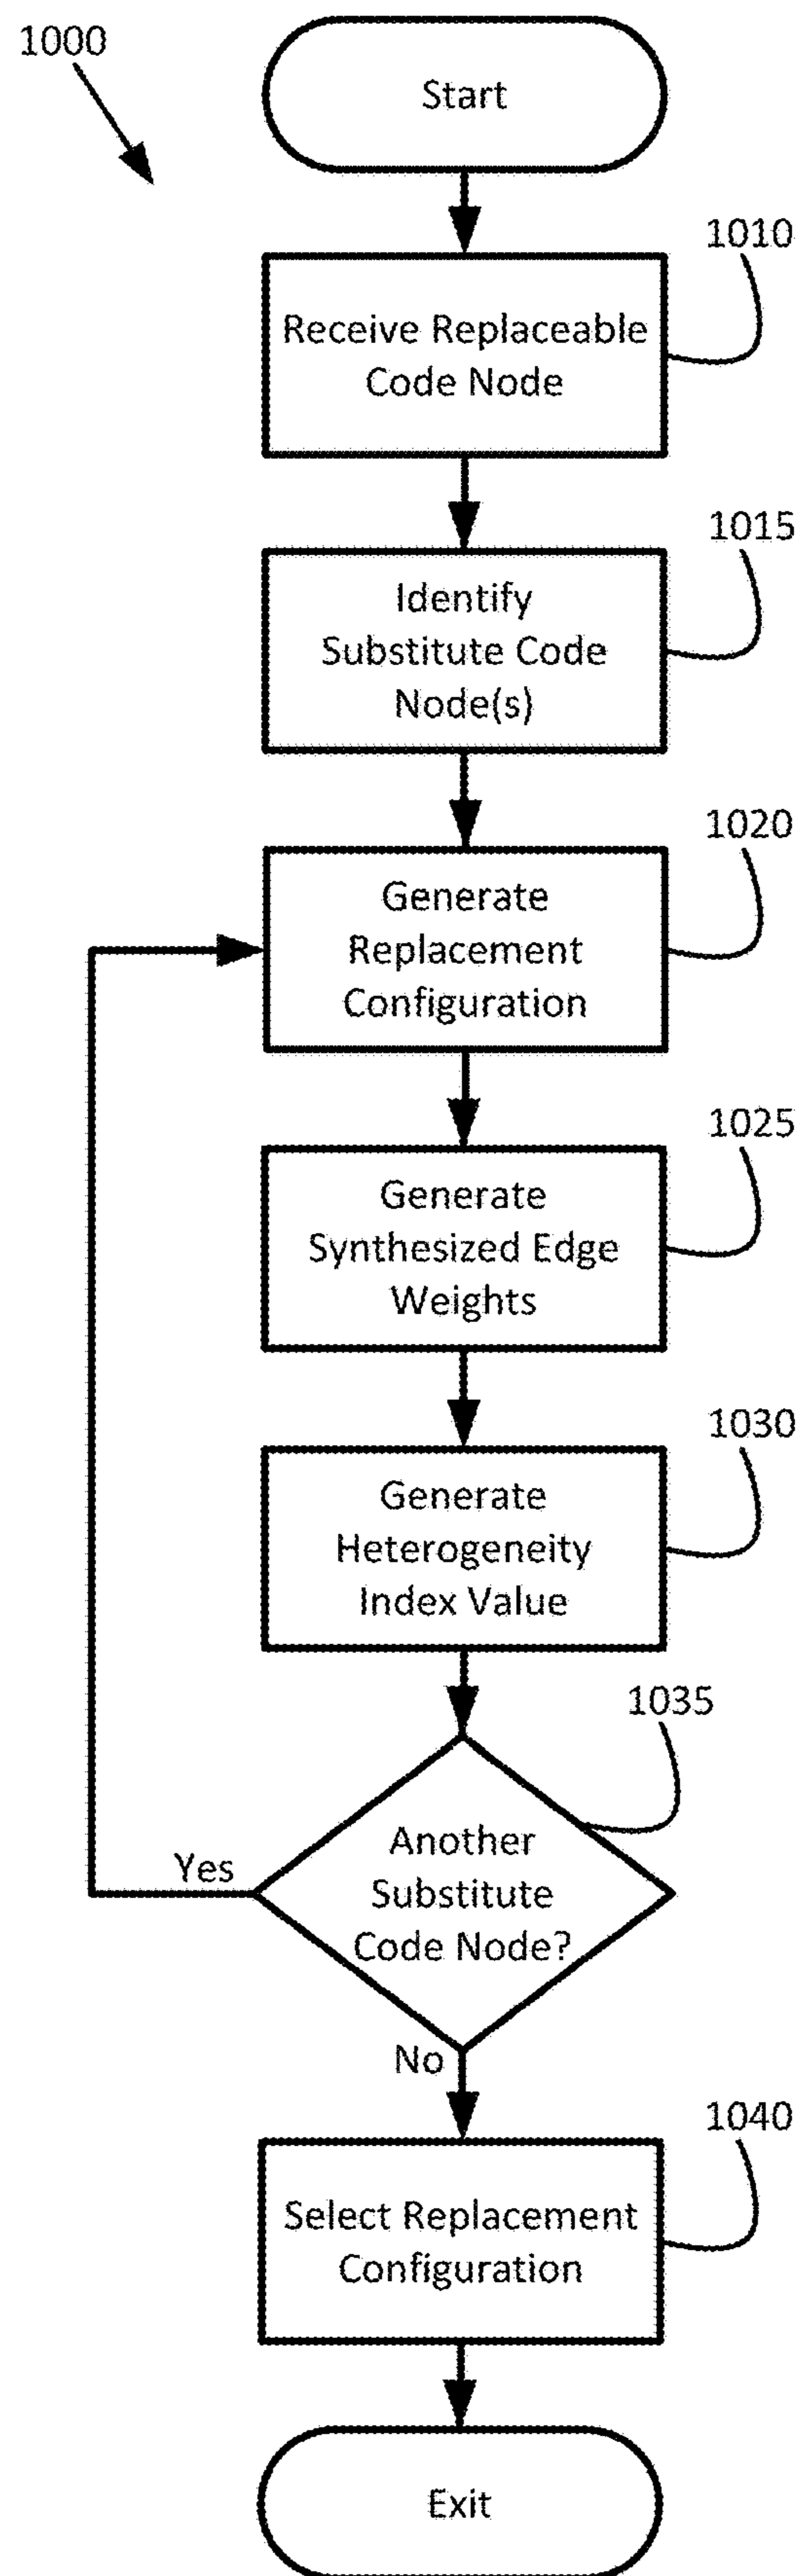 1000
Start
1010
Receive Replaceable
Code Node
1015
Identify
Substitute Code
Node(s)
1020
Generate
Replacement
Configuration
1025
Generate
Synthesized Edge
Weights
1030
Generate
Heterogeneity
Index Value
1035
Another
Substitute
Code Node?
Yes
No
1040
Select Replacement
Configuration
Exit